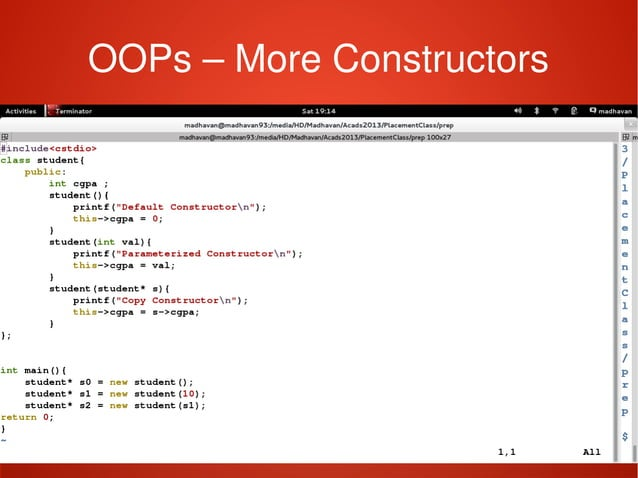 OOPs – More Constructors
Activities Terminator Sat 19:14 madhavan
madhavan@madhavan93:/media/HD/Madhavan/Acads2013/PlacementClass/prep
madhavan@madhavan93:/media/HD/Madhavan/Acads2013/PlacementClass/prep 100x27 m
#include<cstdio>
class student{
    public:
        int cgpa ;
        student(){
            printf("Default Constructor\n");
            this->cgpa = 0;
        }
        student(int val){
            printf("Parameterized Constructor\n");
            this->cgpa = val;
        }
        student(student* s){
            printf("Copy Constructor\n");
            this->cgpa = s->cgpa;
        }
};
int main(){
    student* s0 = new student();
    student* s1 = new student(10);
    student* s2 = new student(s1);
return 0;
}
~
1,1 All
3
/
P
l
a
c
e
m
e
n
t
C
l
a
s
s
/
p
r
e
p
$